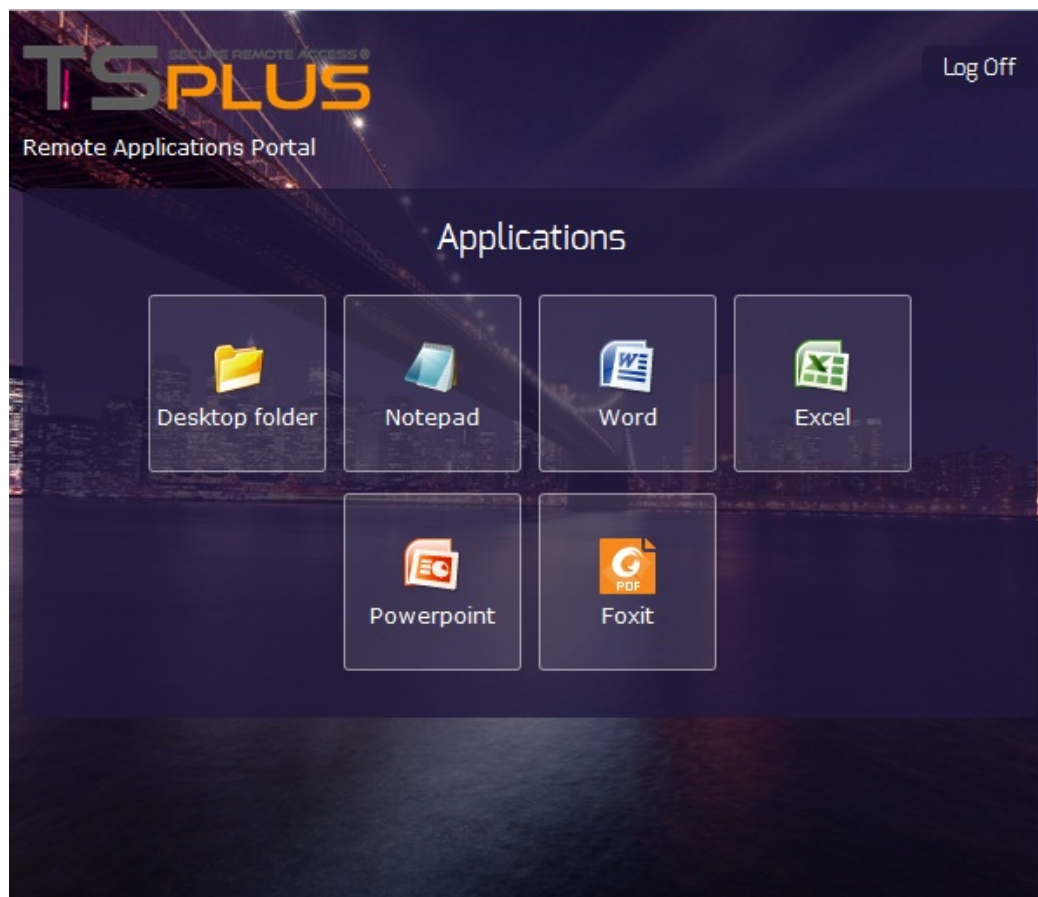 SECURE REMOTE ACCESS®
TSPLUS
Log Off
Remote Applications Portal
Applications
Desktop folder
Notepad
Word
Excel
Powerpoint
PDF
Foxit